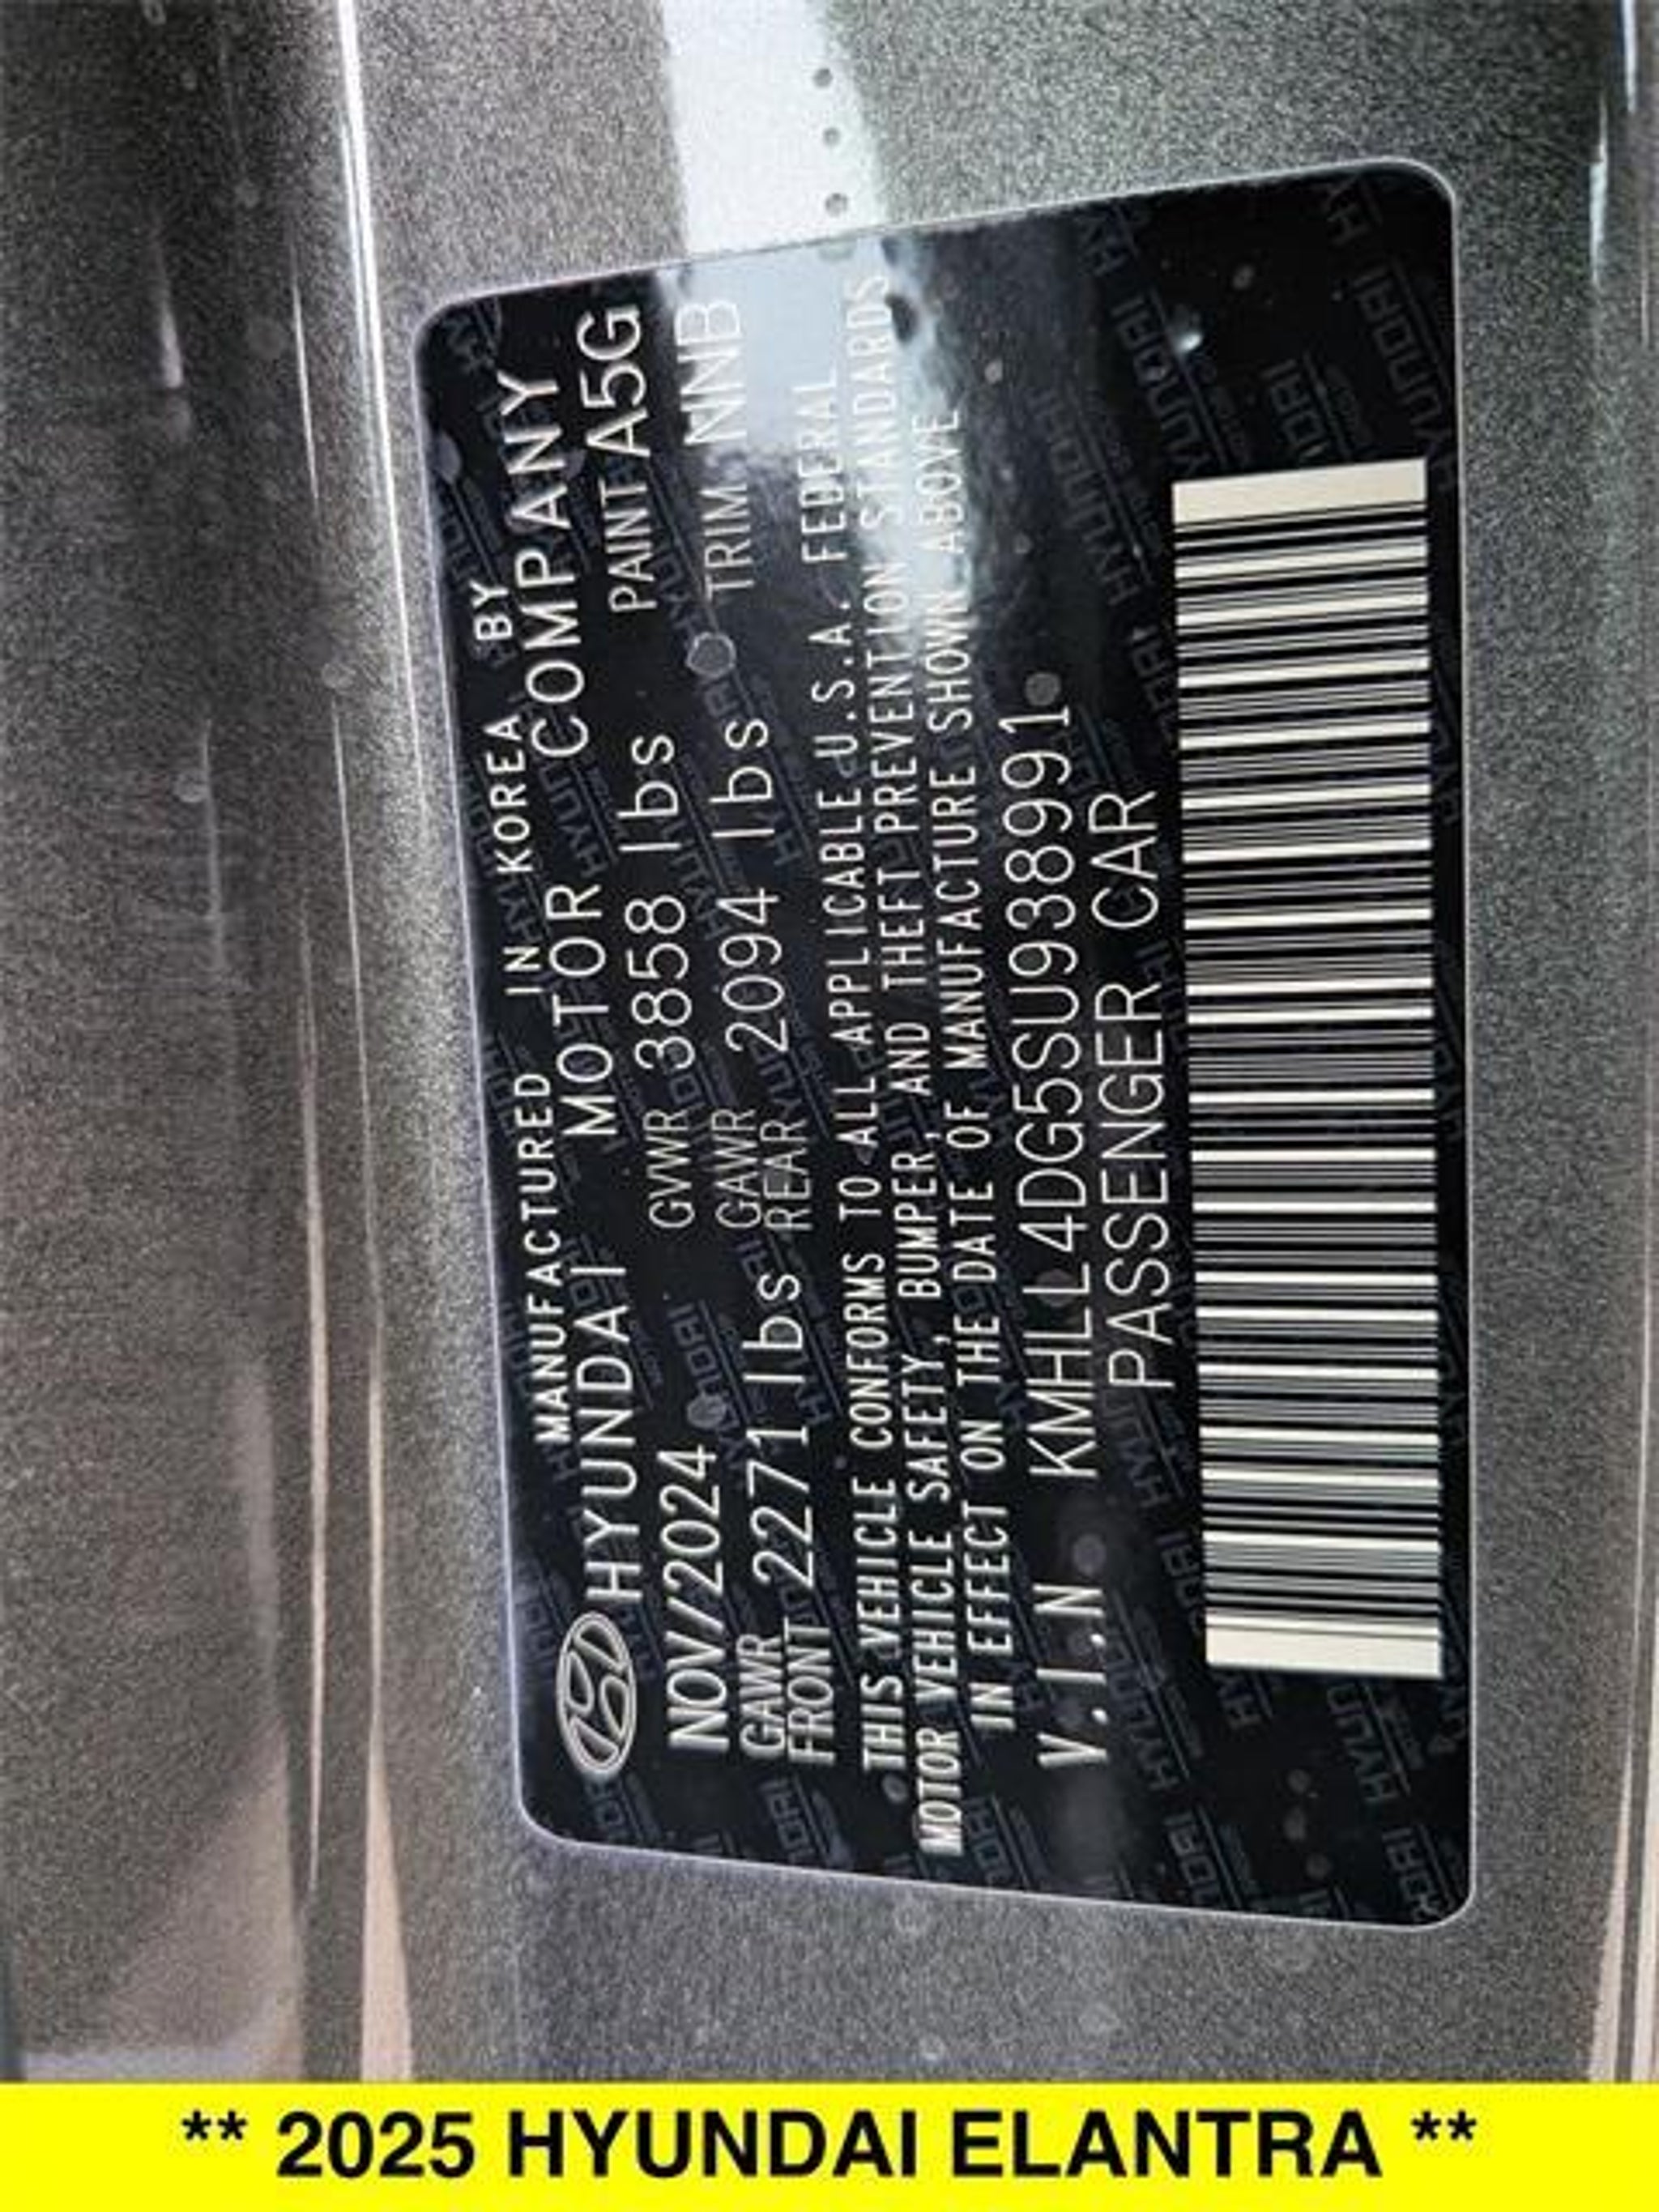 MANUFACTURED IN KOREA BY
HYUNDAI MOTOR COMPANY
NOV/2024 GVWR 3858 lbs PAINT A5G
GAWR FRONT 2271 lbs GAWR REAR 2094 lbs TRIM NNB
THIS VEHICLE CONFORMS TO ALL APPLICABLE U.S.A. FEDERAL
MOTOR VEHICLE SAFETY, BUMPER, AND THEFT PREVENTION STANDARDS
IN EFFECT ON THE DATE OF MANUFACTURE SHOWN ABOVE
V.I.N KMHLL4DG5SU938991
PASSENGER CAR
** 2025 HYUNDAI ELANTRA **